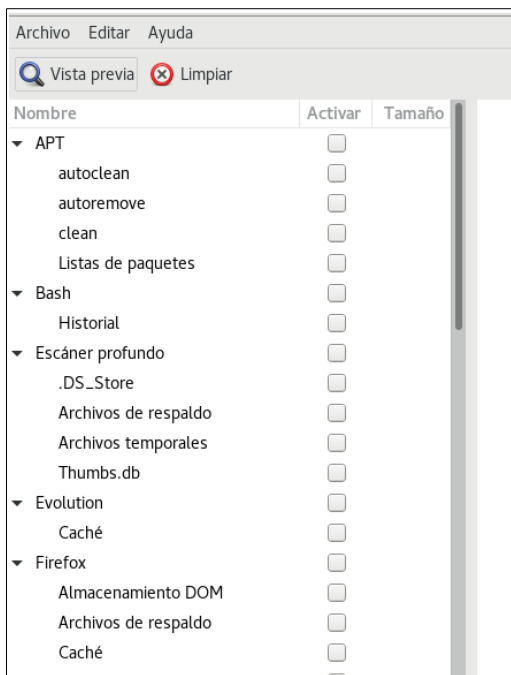 Archivo Editar Ayuda
Vista previa Limpiar
Nombre Activar Tamaño
APT
autoclean
autoremove
clean
Listas de paquetes
Bash
Historial
Escáner profundo
.DS_Store
Archivos de respaldo
Archivos temporales
Thumbs.db
Evolution
Caché
Firefox
Almacenamiento DOM
Archivos de respaldo
Caché